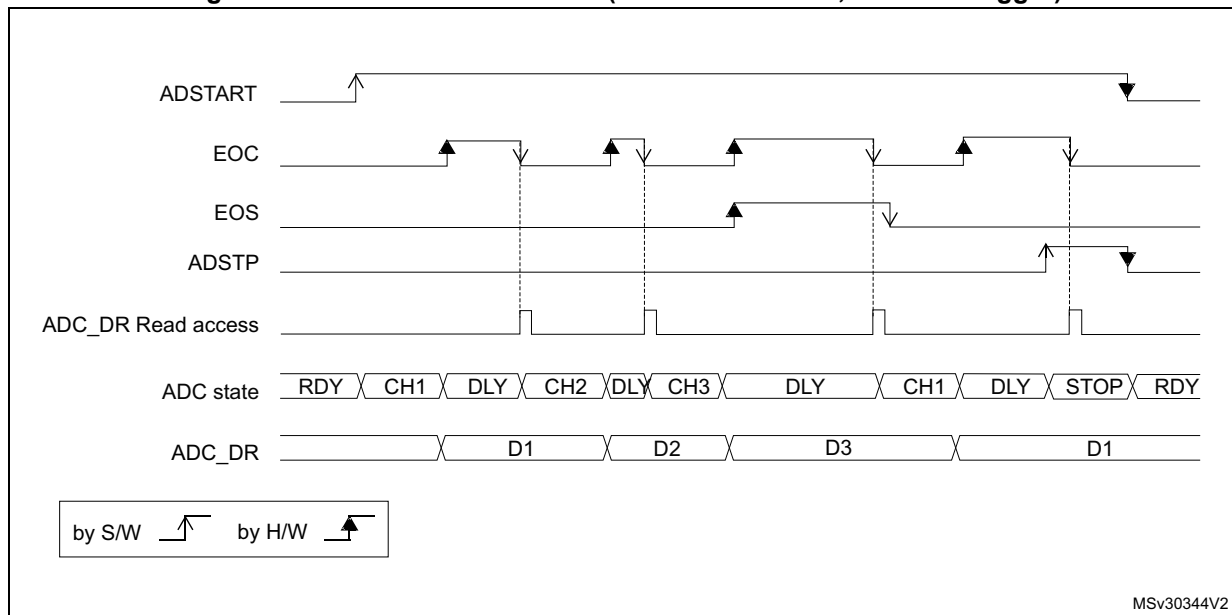 ADSTART
EOC
EOS
ADSTP
ADC_DR Read access
ADC state RDY CH1 DLY CH2 DLY CH3 DLY CH1 DLY STOP RDY
ADC_DR D1 D2 D3 D1
by S/W by H/W
MSv30344V2